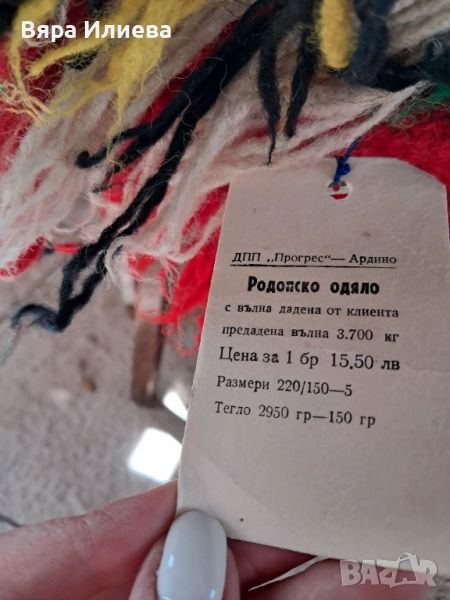 Вяра Илиева
ДПП „Прогрес“— Ардино
Родопско одяло
с вълна дадена от клиента
предадена вълна 3.700 кг
Цена за 1 бр 15,50 лв
Размери 220/150—5
Тегло 2950 гр—150 гр
BAZAR